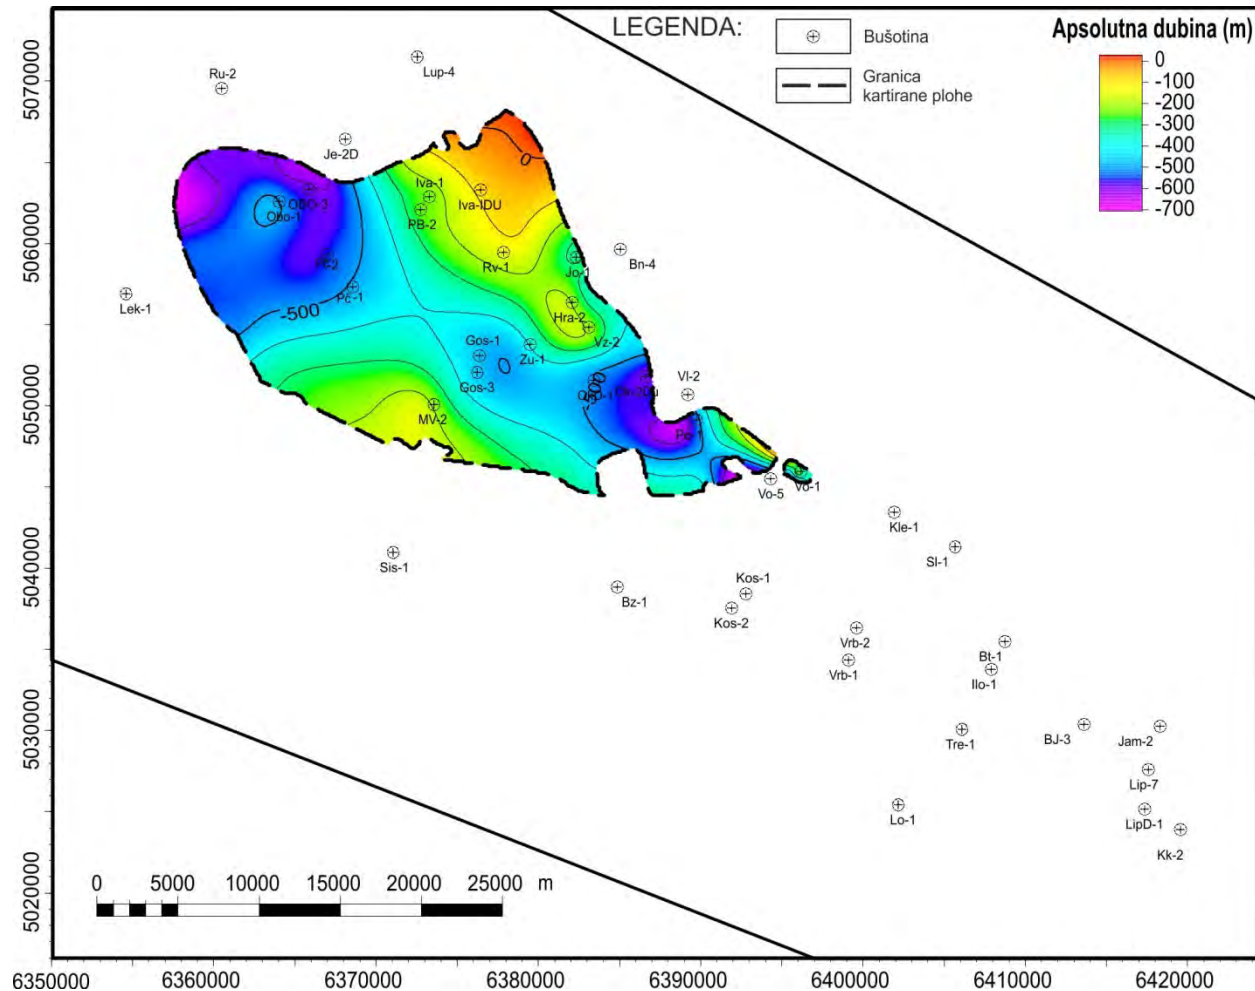 LEGENDA:
Bušotina
Granica
kartirane plohe
Apsolutna dubina (m)
0
-100
-200
-300
-400
-500
-600
-700
5070000
5060000
5050000
5040000
5030000
5020000
Ru-2
Lup-4
Je-2D
Iva-1
Iva-IDU
PB-2
Obo-1
Rv-1
Jo-1
Bn-4
Lek-1
Pc-1
-500
0
Hra-2
Vz-2
Gos-1
Zu-1
0
Gos-3
-500
Vl-2
MV-2
Vo-5
Vo-1
Kle-1
Sl-1
Sis-1
Bz-1
Kos-1
Kos-2
Vrb-2
Vrb-1
Bt-1
Ilo-1
Tre-1
BJ-3
Jam-2
Lip-7
LipD-1
Lo-1
Kk-2
0 5000 10000 15000 20000 25000 m
6350000 6360000 6370000 6380000 6390000 6400000 6410000 6420000